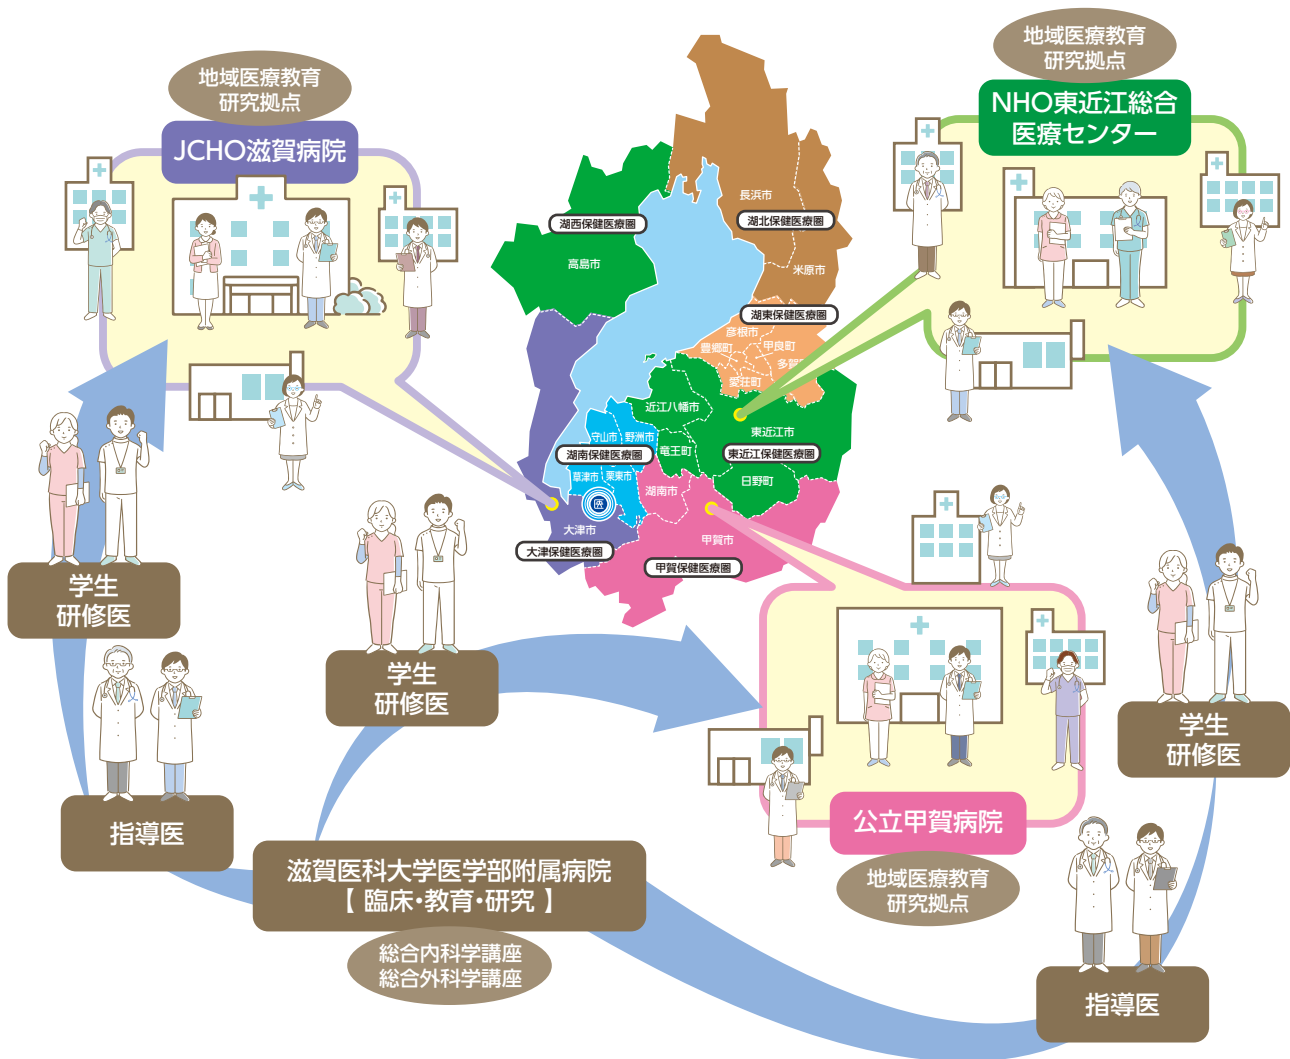 地域医療教育
研究拠点
JCHO滋賀病院
地域医療教育
研究拠点
NHO東近江総合
医療センター
長浜市
湖北保健医療圏
湖西保健医療圏
高島市
米原市
湖東保健医療圏
彦根市
豊郷町
甲良町
多賀
愛荘町
近江八幡市
東近江市
守山市
野洲市
竜王町
東近江保健医療圏
湖南保健医療圏
草津市
栗東市
湖南市
日野町
医
大津市
甲賀市
大津保健医療圏
甲賀保健医療圏
学生
研修医
学生
研修医
学生
研修医
指導医
公立甲賀病院
地域医療教育
研究拠点
滋賀医科大学医学部附属病院
【 臨床・教育・研究 】
総合内科学講座
総合外科学講座
指導医